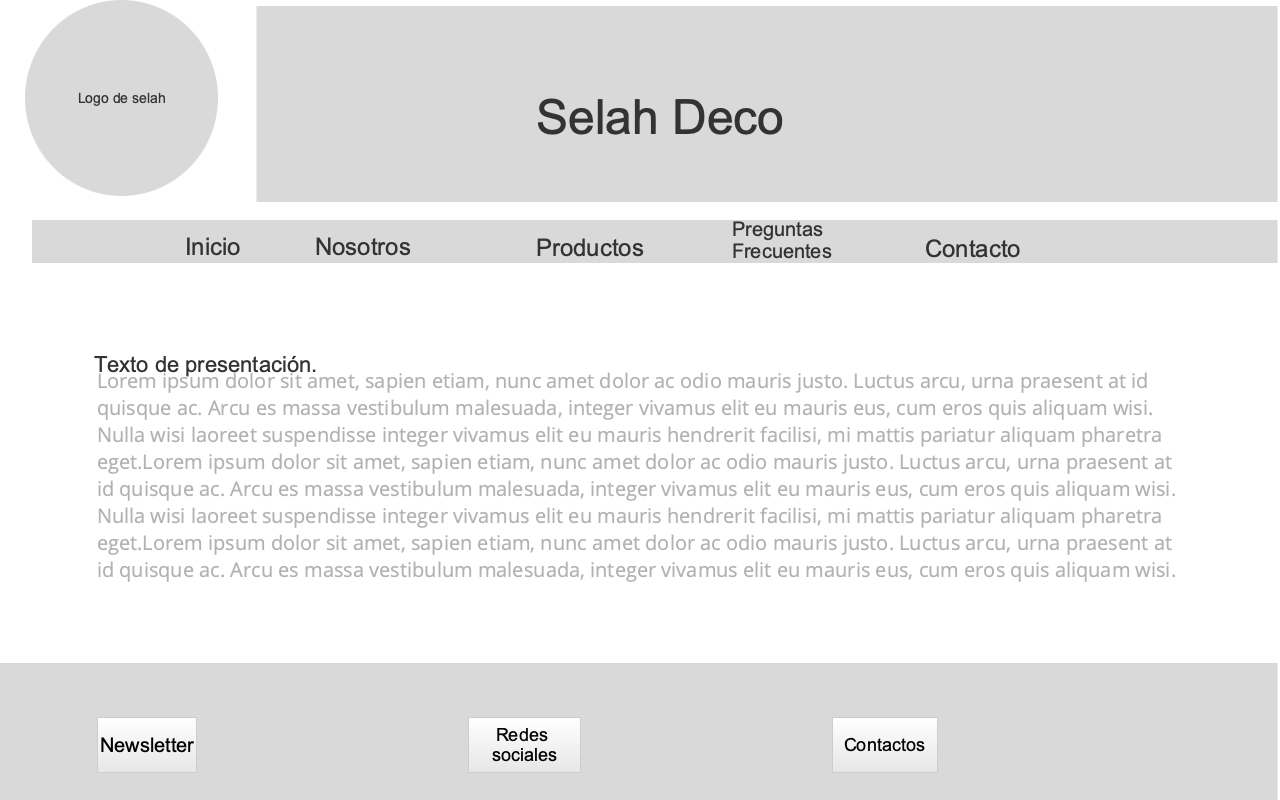 Logo de selah
Selah Deco
Inicio
Nosotros
Productos
Preguntas
Frecuentes
Contacto
Texto de presentación.
Lorem ipsum dolor sit amet, sapien etiam, nunc amet dolor ac odio mauris justo. Luctus arcu, urna praesent at id
quisque ac. Arcu es massa vestibulum malesuada, integer vivamus elit eu mauris eus, cum eros quis aliquam wisi.
Nulla wisi laoreet suspendisse integer vivamus elit eu mauris hendrerit facilisi, mi mattis pariatur aliquam pharetra
eget.Lorem ipsum dolor sit amet, sapien etiam, nunc amet dolor ac odio mauris justo. Luctus arcu, urna praesent at
id quisque ac. Arcu es massa vestibulum malesuada, integer vivamus elit eu mauris eus, cum eros quis aliquam wisi.
Nulla wisi laoreet suspendisse integer vivamus elit eu mauris hendrerit facilisi, mi mattis pariatur aliquam pharetra
eget.Lorem ipsum dolor sit amet, sapien etiam, nunc amet dolor ac odio mauris justo. Luctus arcu, urna praesent at
id quisque ac. Arcu es massa vestibulum malesuada, integer vivamus elit eu mauris eus, cum eros quis aliquam wisi.
Newsletter
Redes
sociales
Contactos